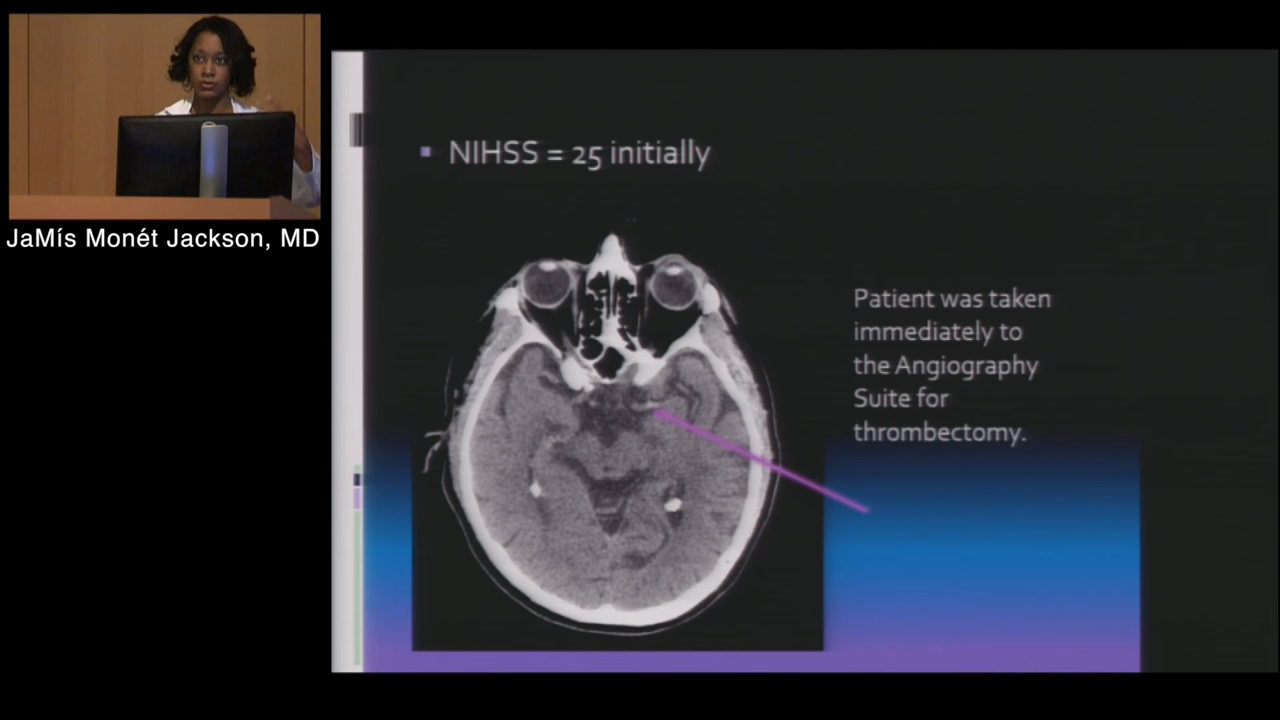 JaMís Monét Jackson, MD
NIHSS = 25 initially
Patient was taken
immediately to
the Angiography
Suite for
thrombectomy.